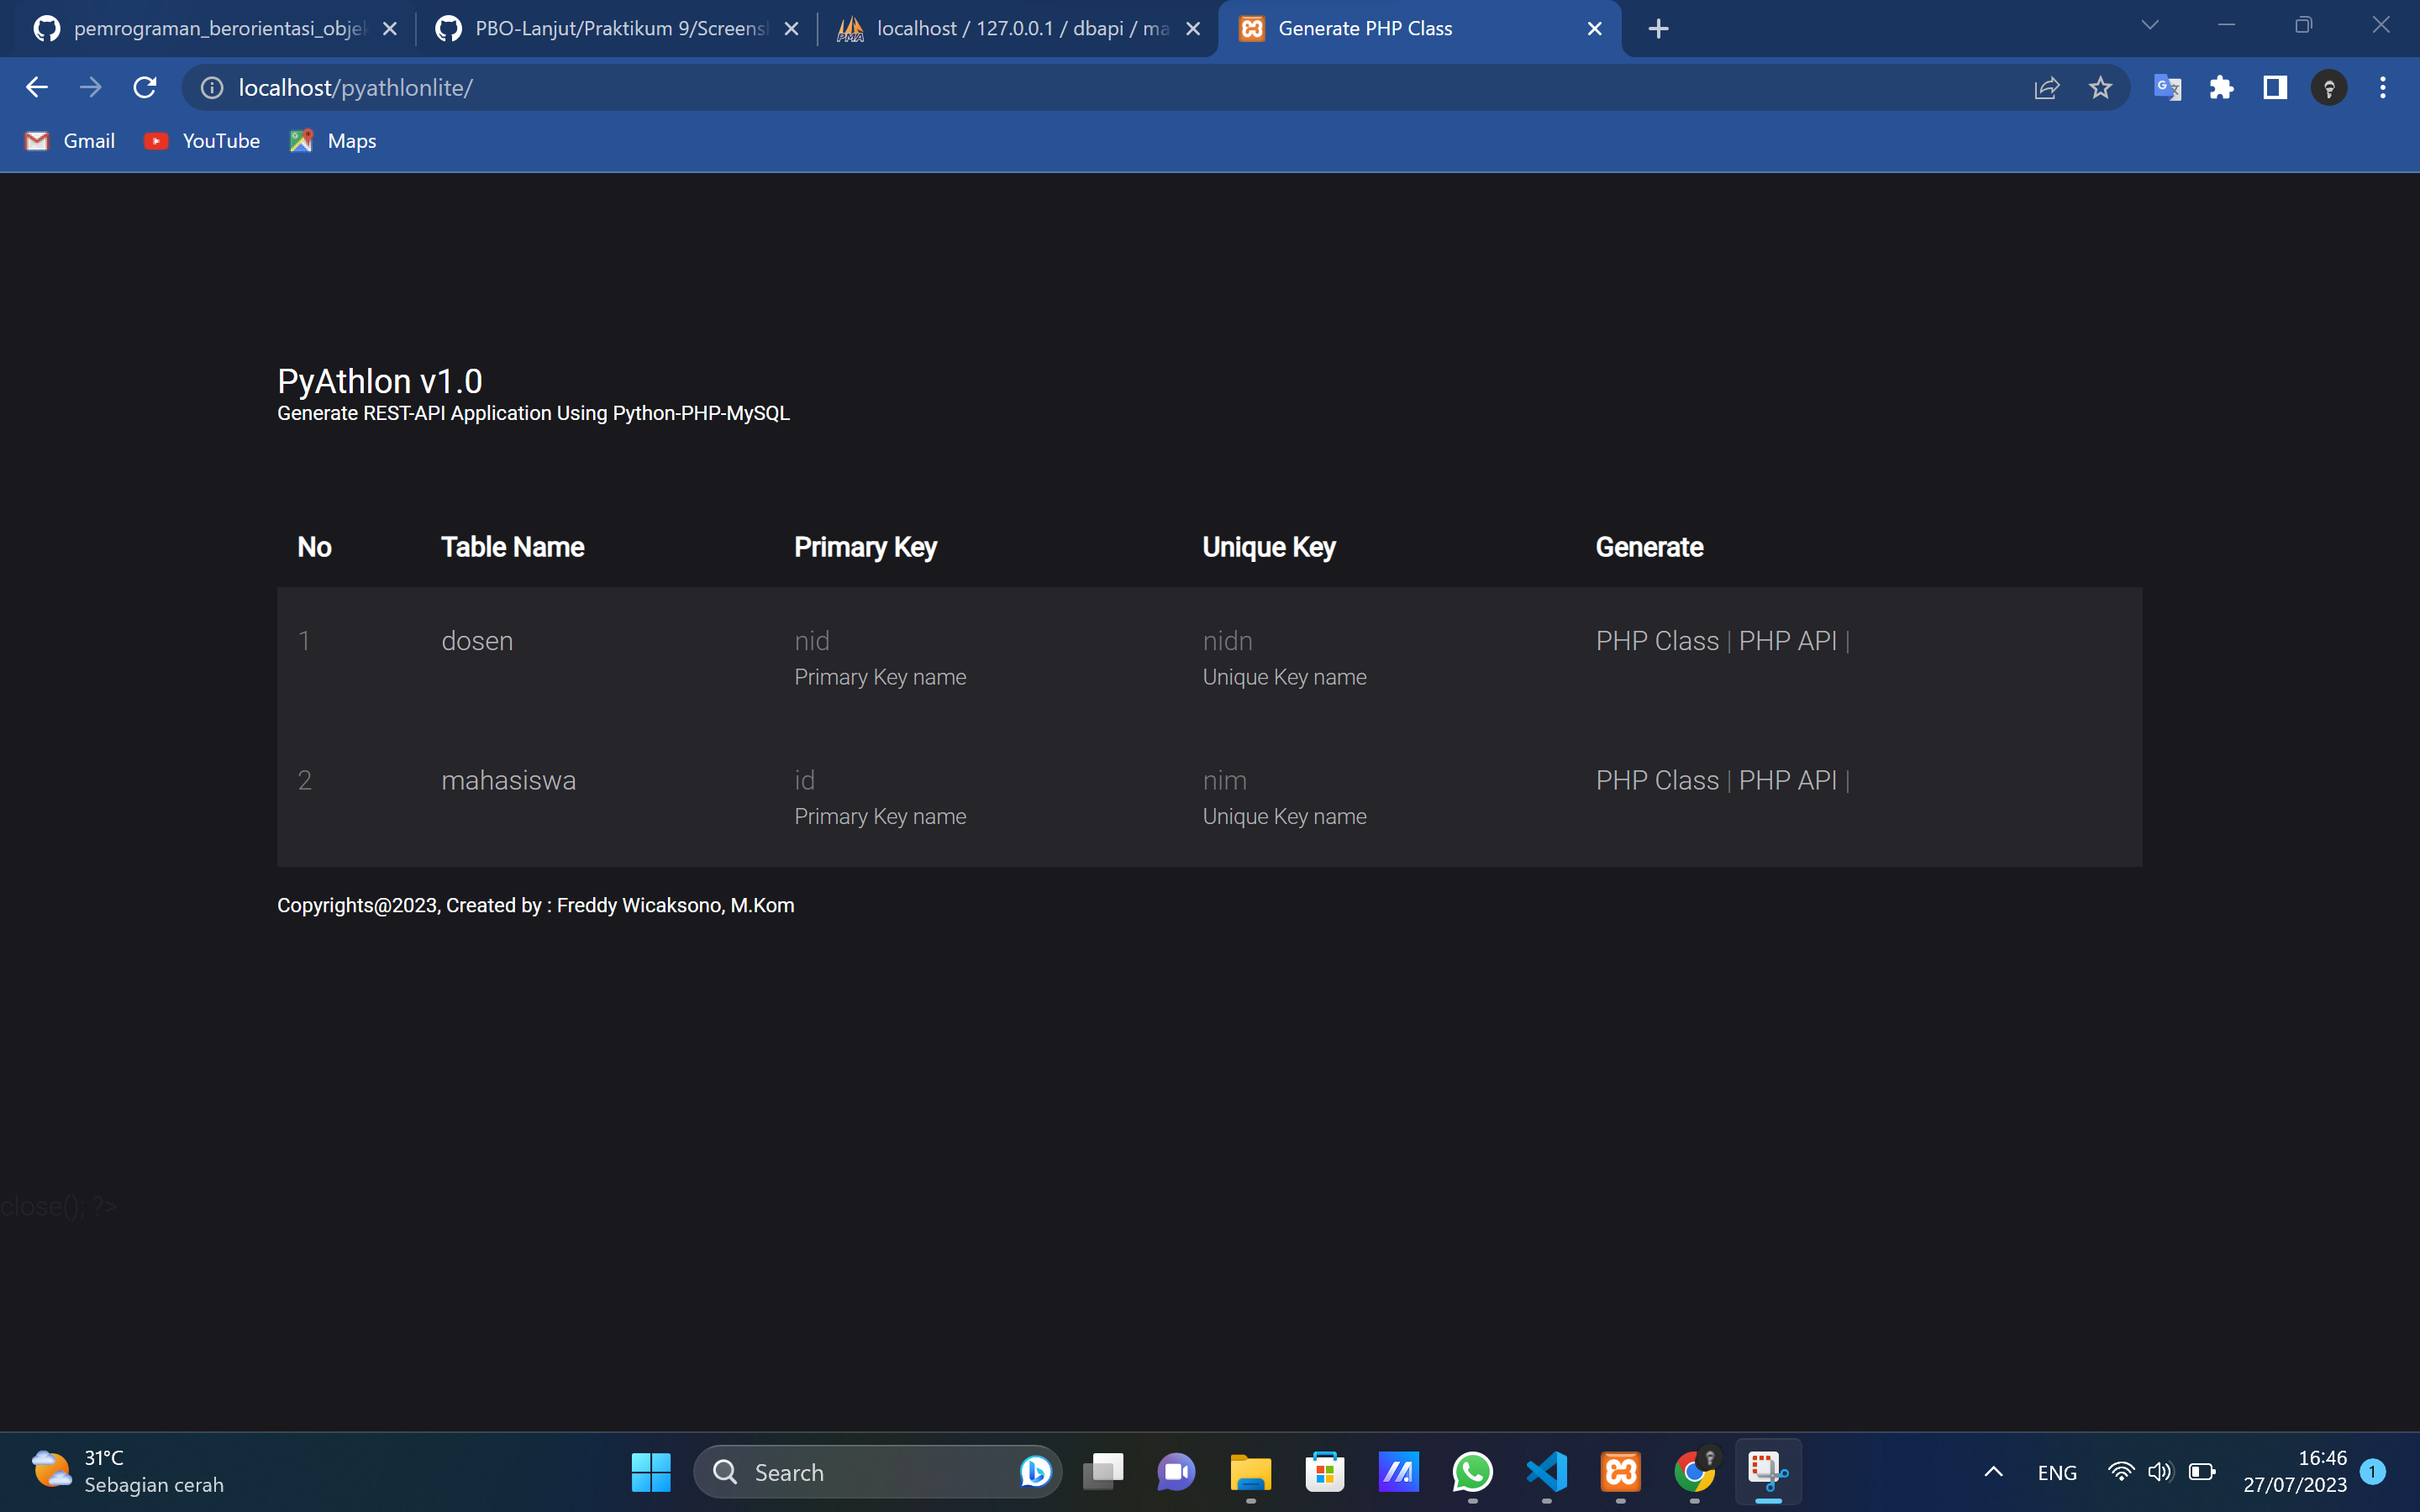 pemrograman_berorientasi_objek
PBO-Lanjut/Praktikum 9/Screensh
localhost / 127.0.0.1 / dbapi / ma
Generate PHP Class
localhost/pyathlonlite/
Gmail
YouTube
Maps
PyAthlon v1.0
Generate REST-API Application Using Python-PHP-MySQL
No Table Name Primary Key Unique Key Generate
1 dosen nid nidn PHP Class | PHP API |
Primary Key name Unique Key name
2 mahasiswa id nim PHP Class | PHP API |
Primary Key name Unique Key name
Copyrights@2023, Created by : Freddy Wicaksono, M.Kom
close(); ?>
31°C
Sebagian cerah
Search
ENG
16:46
27/07/2023
1